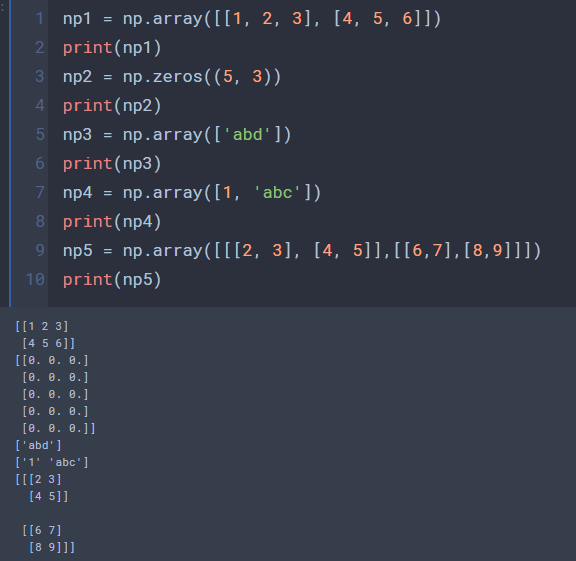 1 np1 = np.array([[1, 2, 3], [4, 5, 6]])
2 print(np1)
3 np2 = np.zeros((5, 3))
4 print(np2)
5 np3 = np.array(['abd'])
6 print(np3)
7 np4 = np.array([1, 'abc'])
8 print(np4)
9 np5 = np.array([[[2, 3], [4, 5]],[[6,7],[8,9]]])
10 print(np5)
[[1 2 3]
 [4 5 6]]
[[0. 0. 0.]
 [0. 0. 0.]
 [0. 0. 0.]
 [0. 0. 0.]
 [0. 0. 0.]]
['abd']
['1' 'abc']
[[[2 3]
  [4 5]]

 [[6 7]
  [8 9]]]